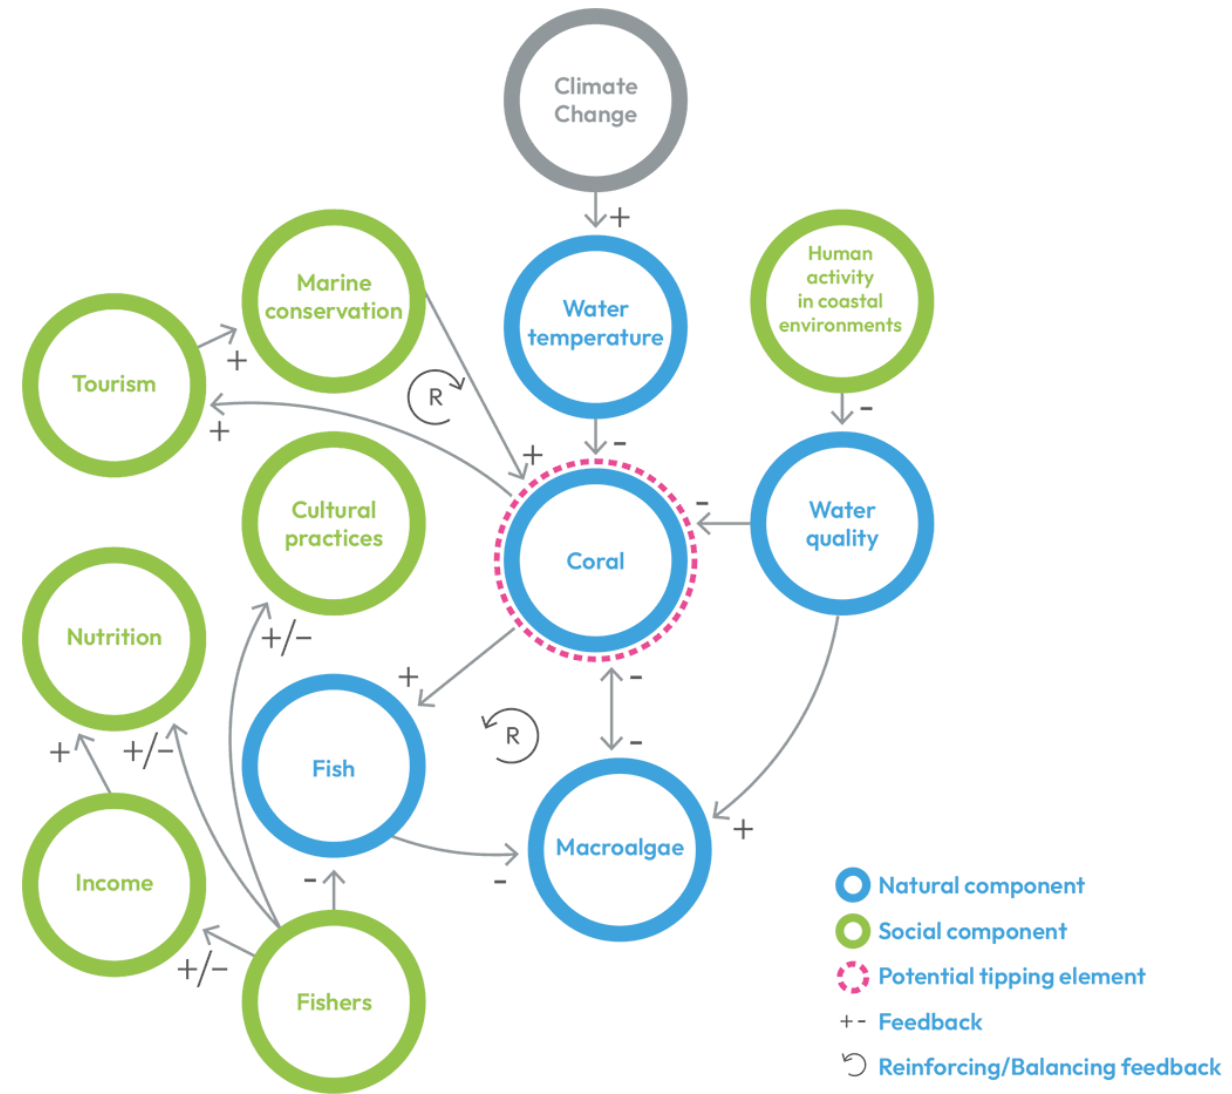 Climate
Change
+
Water
temperature
-
Human
activity
in coastal
environments
-
Marine
conservation
Tourism
+
+
R
+
Cultural
practices
+/-
Coral
-
Water
quality
Nutrition
+
+/-
+
Fish
R
-
-
Macroalgae
+
-
-
Income
+/-
Fishers
Natural component
Social component
Potential tipping element
+- Feedback
Reinforcing/Balancing feedback